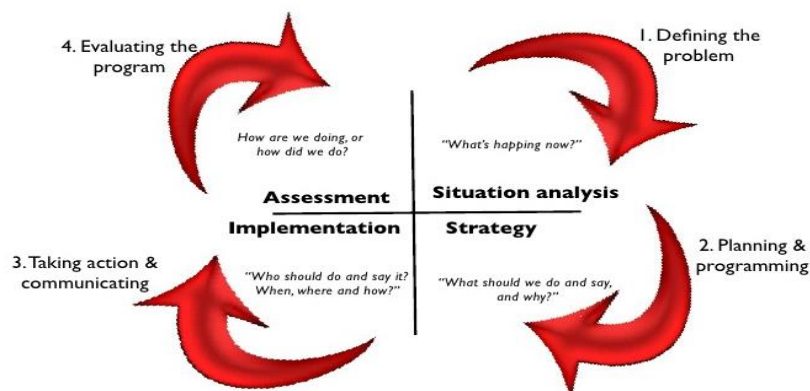 1. Defining the
problem
"What's happing now?"
Situation analysis
2. Planning &
programming
Strategy
"What should we do and say,
and why?"
3. Taking action &
communicating
Implementation
"Who should do and say it?
When, where and how?"
4. Evaluating the
program
How are we doing, or
how did we do?
Assessment